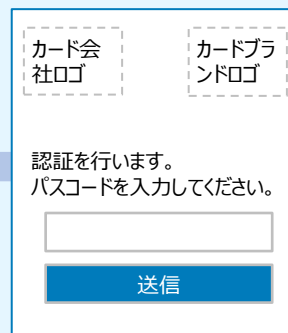 カード会
社ロゴ
カードブラ
ンドロゴ
認証を行います。
パスコードを入力してください。
送信